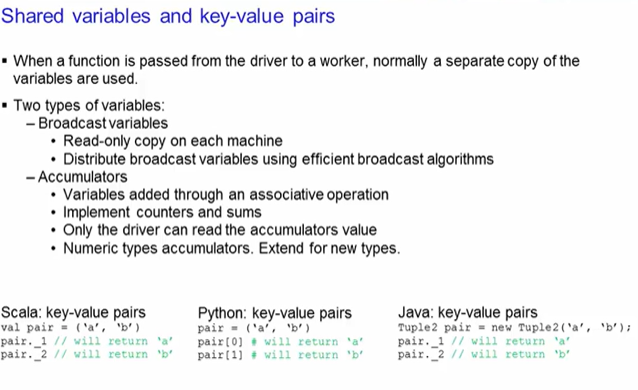 Shared variables and key-value pairs
▪ When a function is passed from the driver to a worker, normally a separate copy of the
variables are used.
▪ Two types of variables:
– Broadcast variables
• Read-only copy on each machine
• Distribute broadcast variables using efficient broadcast algorithms
– Accumulators
• Variables added through an associative operation
• Implement counters and sums
• Only the driver can read the accumulators value
• Numeric types accumulators. Extend for new types.
Scala: key-value pairs
val pair = ('a', 'b')
pair._1 // will return 'a'
pair._2 // will return 'b'
Python: key-value pairs
pair = ('a', 'b')
pair[0] # will return 'a'
pair[1] # will return 'b'
Java: key-value pairs
Tuple2 pair = new Tuple2('a', 'b');
pair._1 // will return 'a'
pair._2 // will return 'b'